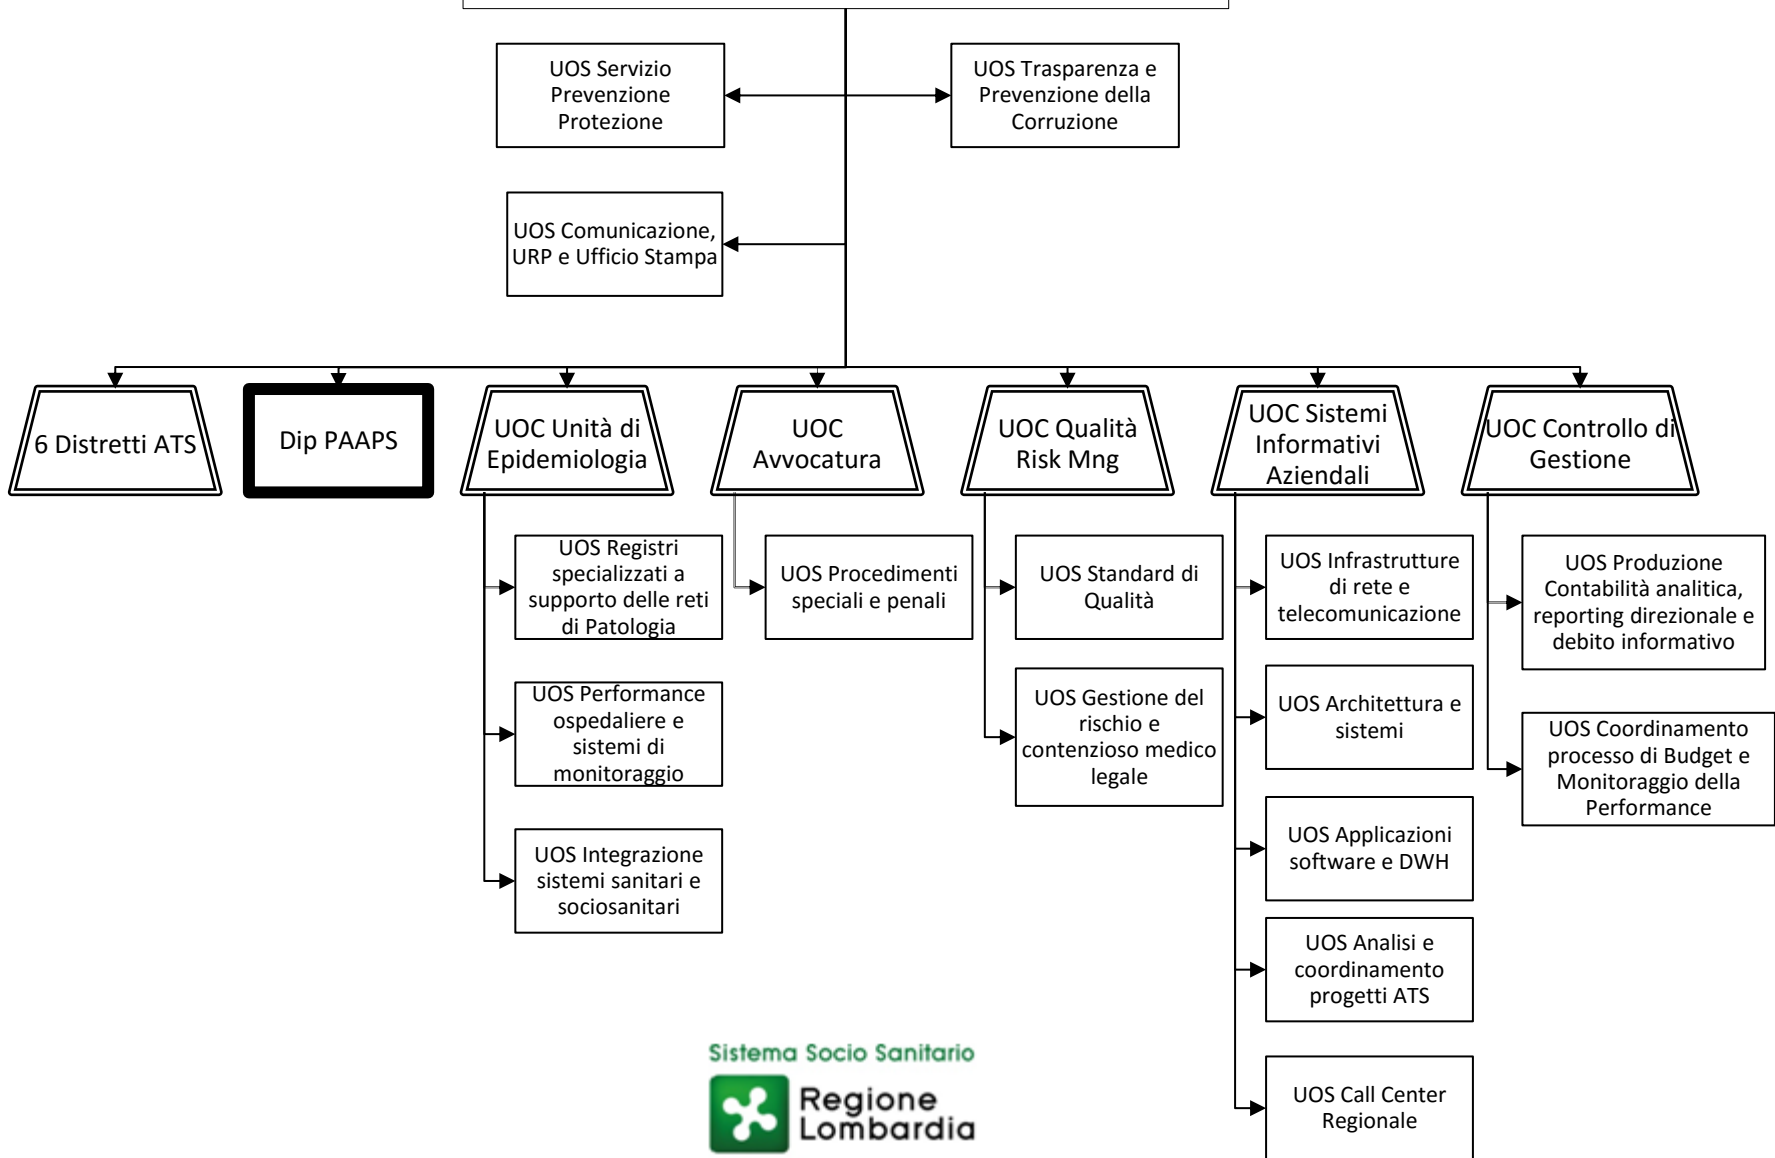 UOS Servizio
Prevenzione
Protezione
UOS Trasparenza e
Prevenzione della
Corruzione
UOS Comunicazione,
URP e Ufficio Stampa
6 Distretti ATS
Dip PAAPS
UOC Unità di
Epidemiologia
UOC
Avvocatura
UOC Qualità
Risk Mng
UOC Sistemi
Informativi
Aziendali
UOC Controllo di
Gestione
UOS Registri
specializzati a
supporto delle reti
di Patologia
UOS Performance
ospedaliere e
sistemi di
monitoraggio
UOS Integrazione
sistemi sanitari e
sociosanitari
UOS Procedimenti
speciali e penali
UOS Standard di
Qualità
UOS Gestione del
rischio e
contenzioso medico
legale
UOS Infrastrutture
di rete e
telecomunicazione
UOS Architettura e
sistemi
UOS Applicazioni
software e DWH
UOS Analisi e
coordinamento
progetti ATS
UOS Call Center
Regionale
UOS Produzione
Contabilità analitica,
reporting direzionale e
debito informativo
UOS Coordinamento
processo di Budget e
Monitoraggio della
Performance
Sistema Socio Sanitario
Regione
Lombardia